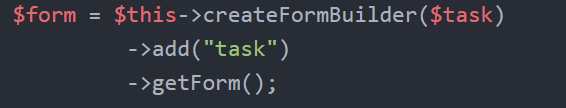 $form = $this->createFormBuilder($task)
->add("task")
->getForm();